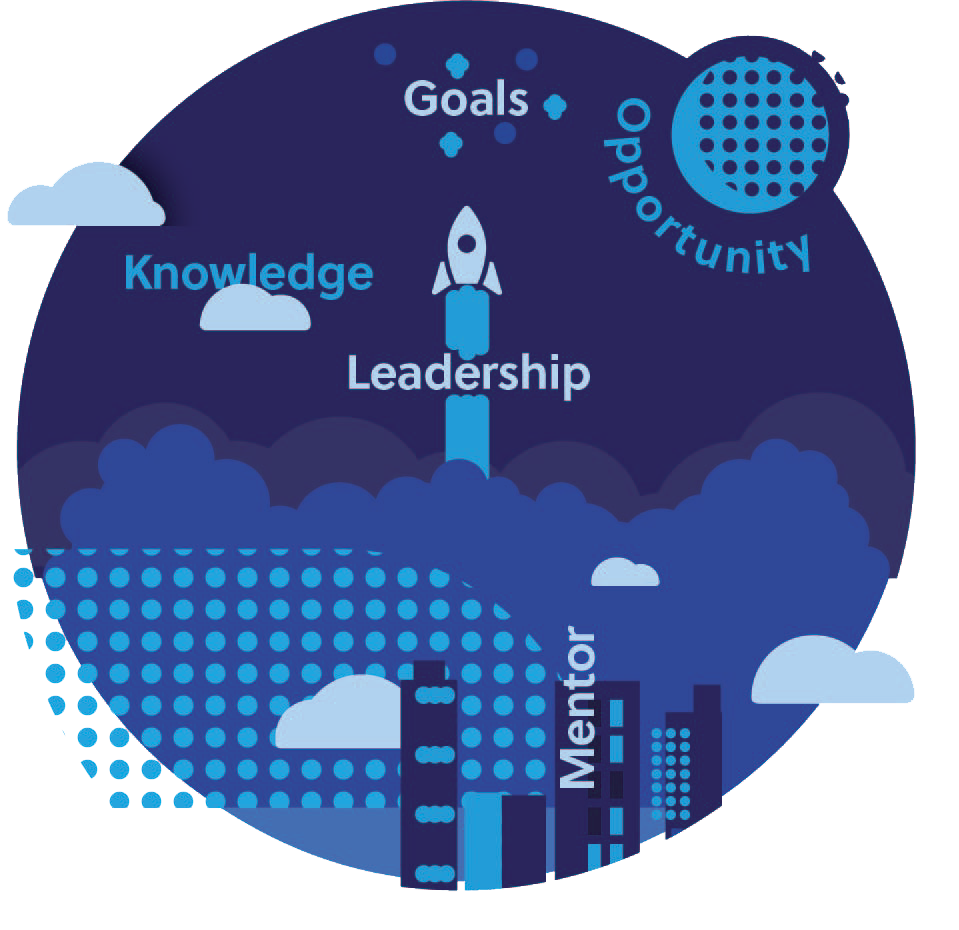 Goals
Opportunity
Knowledge
Leadership
Mentor